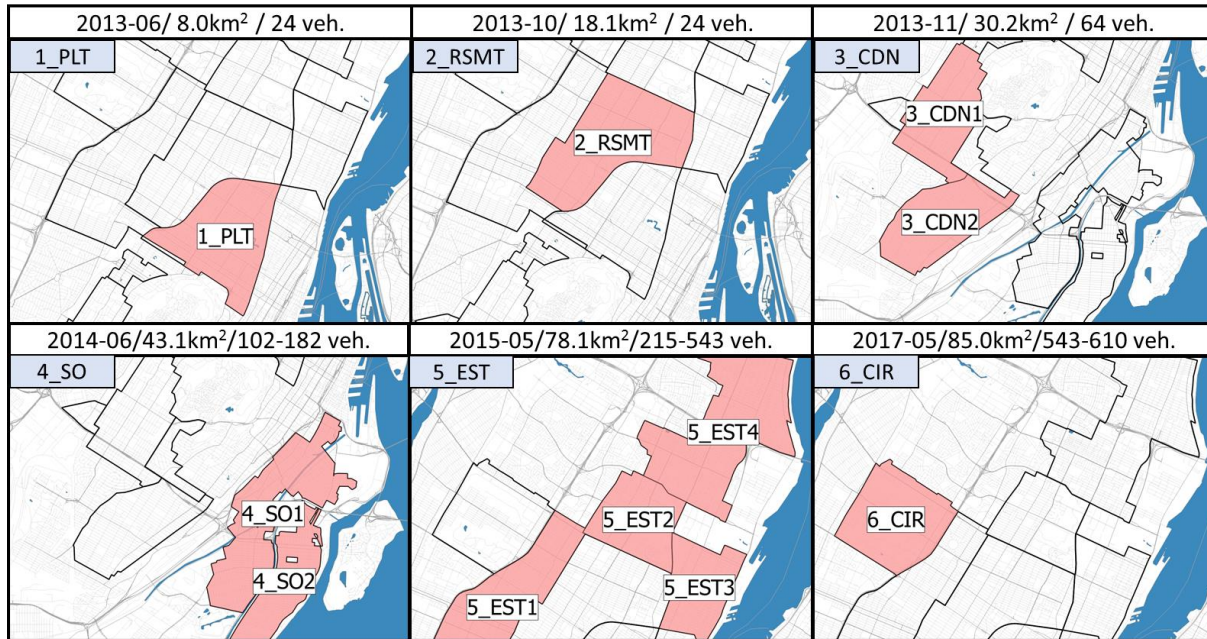 2013-06/ 8.0km² / 24 veh.
2013-10/ 18.1km² / 24 veh.
2013-11/ 30.2km² / 64 veh.
1_PLT
2_RSMT
3_CDN
1_PLT
2_RSMT
3_CDN1
3_CDN2
2014-06/43.1km²/102-182 veh.
2015-05/78.1km²/215-543 veh.
2017-05/85.0km²/543-610 veh.
4_SO
5_EST
6_CIR
4_SO1
4_SO2
5_EST4
5_EST2
5_EST3
5_EST1
6_CIR